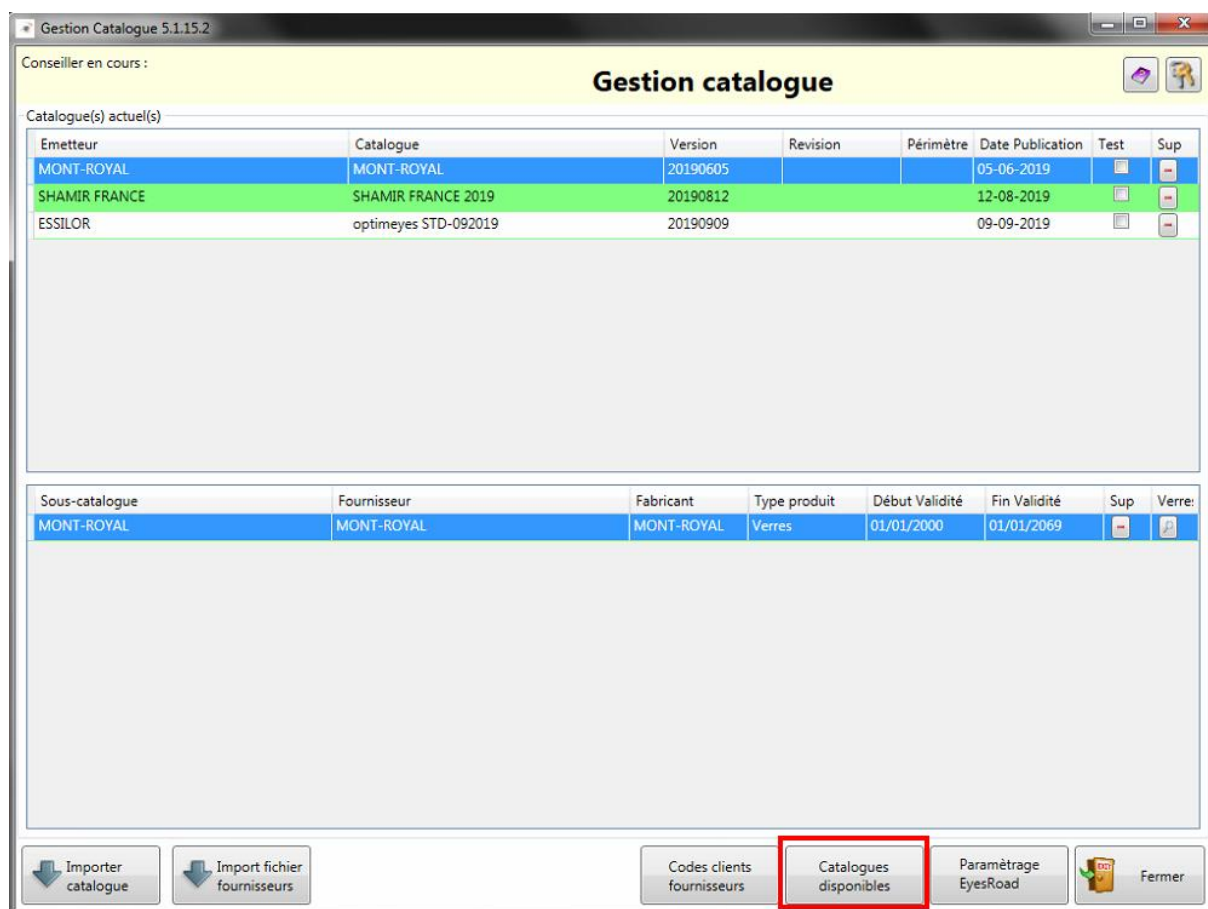 Gestion Catalogue 5.1.15.2
Conseiller en cours :
Gestion catalogue
Catalogue(s) actuel(s)
Emetteur Catalogue Version Revision Périmètre Date Publication Test Sup
MONT-ROYAL MONT-ROYAL 20190605 05-06-2019
SHAMIR FRANCE SHAMIR FRANCE 2019 20190812 12-08-2019
ESSILOR optimeyes STD-092019 20190909 09-09-2019
Sous-catalogue Fournisseur Fabricant Type produit Début Validité Fin Validité Sup Verre:
MONT-ROYAL MONT-ROYAL MONT-ROYAL Verres 01/01/2000 01/01/2069
Importer catalogue
Import fichier fournisseurs
Codes clients fournisseurs
Catalogues disponibles
Paramètrage EyesRoad
EXIT
Fermer